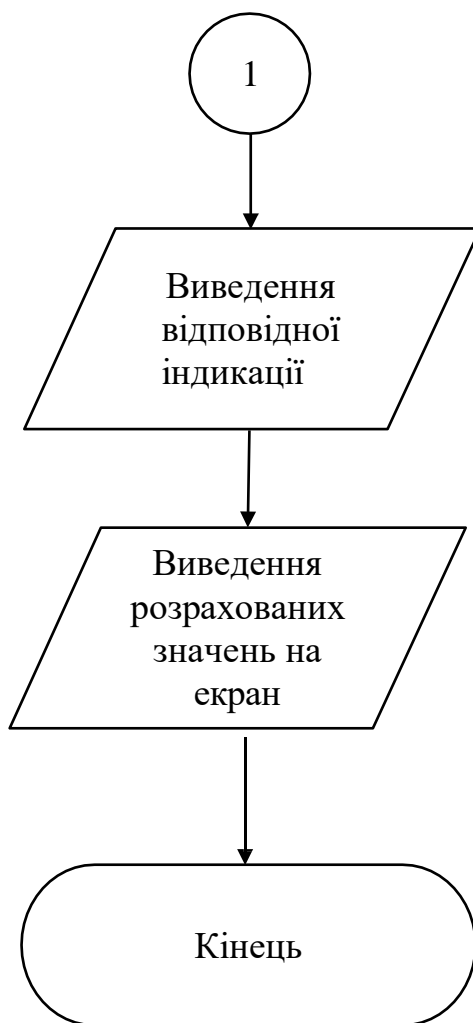 1
Виведення
відповідної
індикації
Виведення
розрахованих
значень на
екран
Кінець